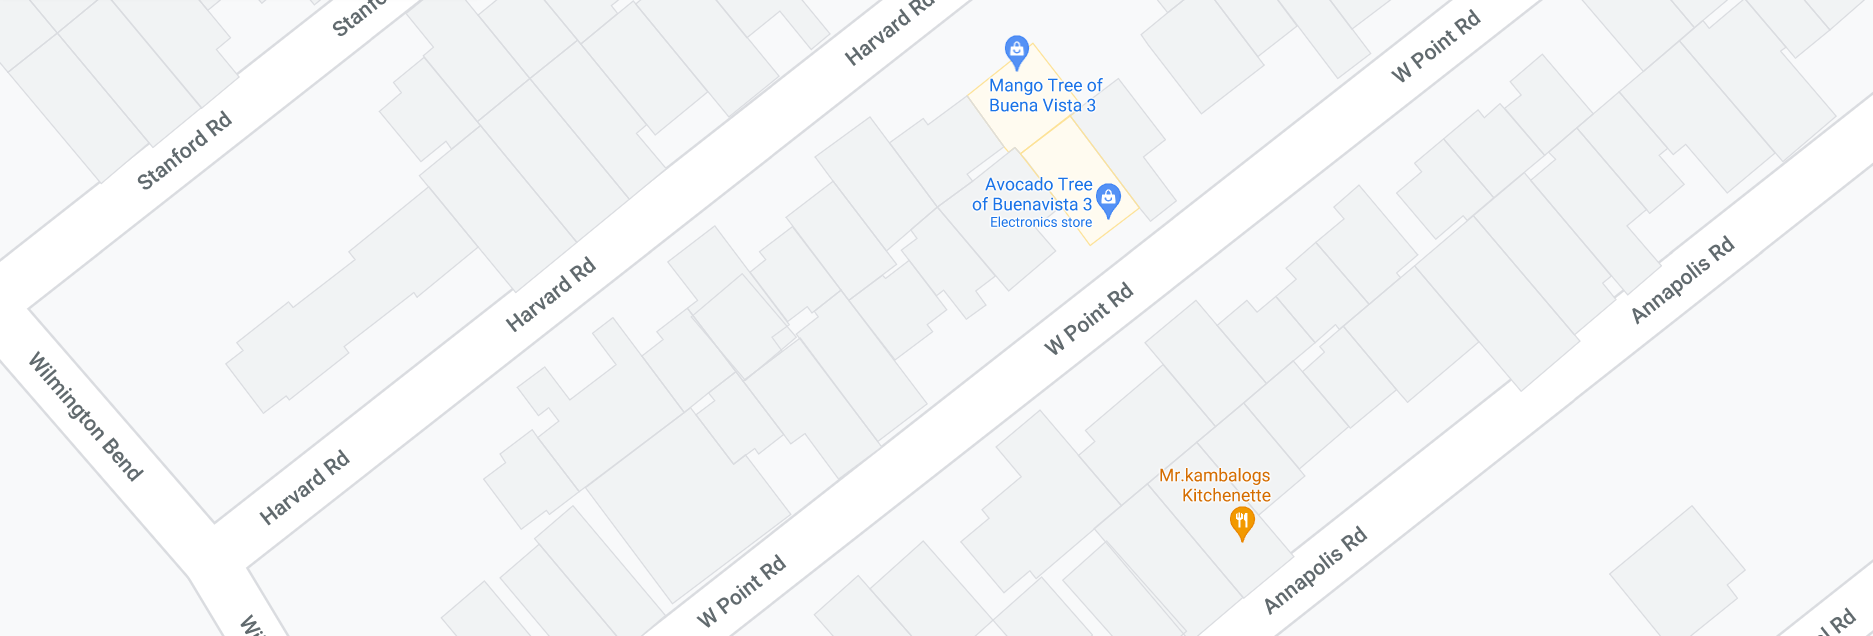 Stanford Rd
Harvard Rd
W Point Rd
Mango Tree of
Buena Vista 3
Stanford Rd
Avocado Tree
of Buenavista 3
Electronics store
Harvard Rd
W Point Rd
Annapolis Rd
Wilmington Bend
Harvard Rd
Mr.kambalogs
Kitchenette
W Point Rd
Annapolis Rd
Rd